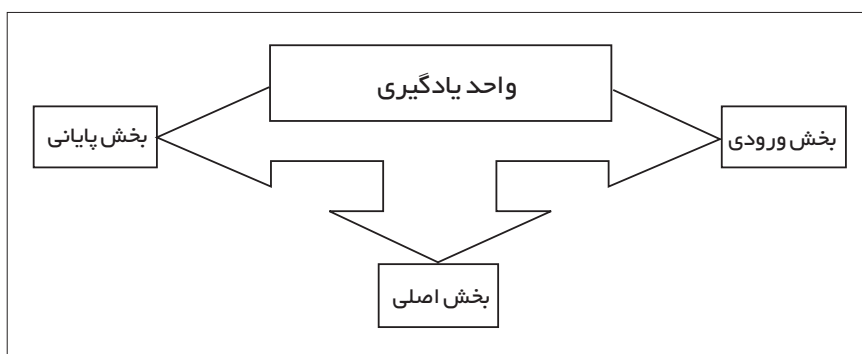 واحد یادگیری
بخش ورودی
بخش پایانی
بخش اصلی